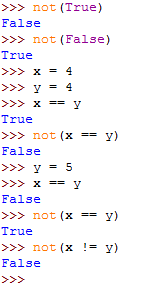 >>> not(True)
False
>>> not(False)
True
>>> x = 4
>>> y = 4
>>> x == y
True
>>> not(x == y)
False
>>> y = 5
>>> x == y
False
>>> not(x == y)
True
>>> not(x != y)
False
>>>